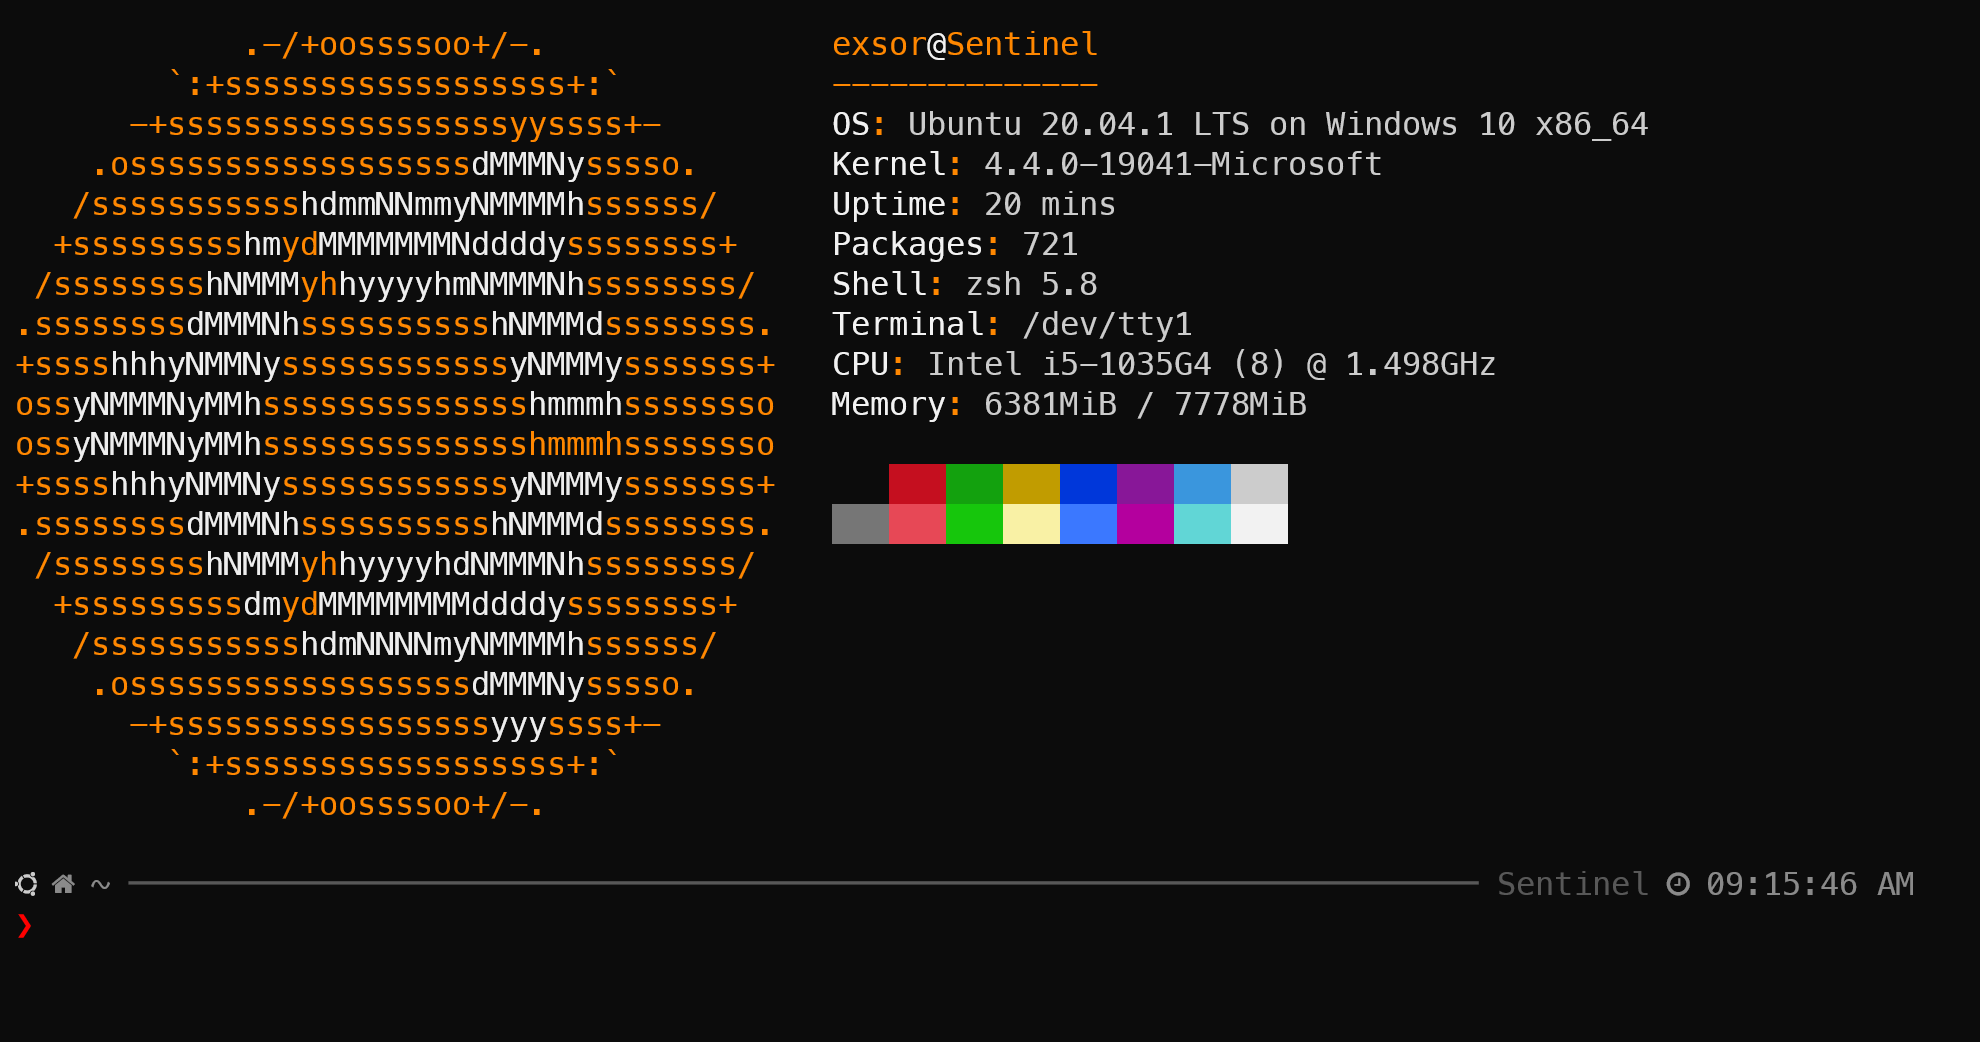 .-/+oossssoo+/-.
        `:+ssssssssssssssssss+:`
      -+ssssssssssssssssssyyssss+-
    .ossssssssssssssssssdMMMNysssso.
   /ssssssssssshdmmNNmmyNMMMMhssssss/
  +ssssssssshmydMMMMMMMNddddyssssssss+
 /sssssssshNMMMyhhyyyyhmNMMMNhssssssss/
.ssssssssdMMMNhsssssssssshNMMMdssssssss.
+sssshhhyNMMNyssssssssssssyNMMMysssssss+
ossyNMMMNyMMhsssssssssssssshmmmhssssssso
ossyNMMMNyMMhsssssssssssssshmmmhssssssso
+sssshhhyNMMNyssssssssssssyNMMMysssssss+
.ssssssssdMMMNhsssssssssshNMMMdssssssss.
 /sssssssshNMMMyhhyyyyhdNMMMNhssssssss/
  +sssssssssdmydMMMMMMMMddddyssssssss+
   /ssssssssssshdmNNNNmyNMMMMhssssss/
    .ossssssssssssssssssdMMMNysssso.
      -+sssssssssssssssssyyyssss+-
        `:+ssssssssssssssssss+:`
            .-/+oossssoo+/-.
exsor@Sentinel
--------------
OS: Ubuntu 20.04.1 LTS on Windows 10 x86_64
Kernel: 4.4.0-19041-Microsoft
Uptime: 20 mins
Packages: 721
Shell: zsh 5.8
Terminal: /dev/tty1
CPU: Intel i5-1035G4 (8) @ 1.498GHz
Memory: 6381MiB / 7778MiB
~ Sentinel 09:15:46 AM
❯